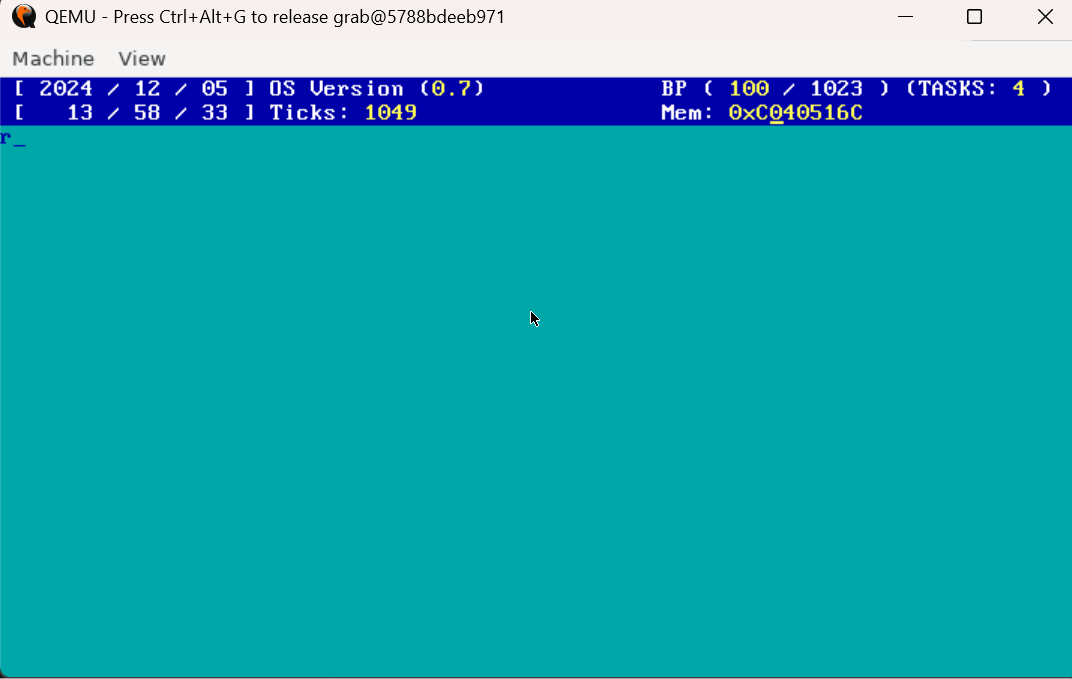 QEMU - Press Ctrl+Alt+G to release grab@5788bdeeb971
Machine View
[ 2024 / 12 / 05 ] OS Version (0.7) BP ( 100 / 1023 ) (TASKS: 4 )
[ 13 / 58 / 33 ] Ticks: 1049 Mem: 0xC040516C
r_